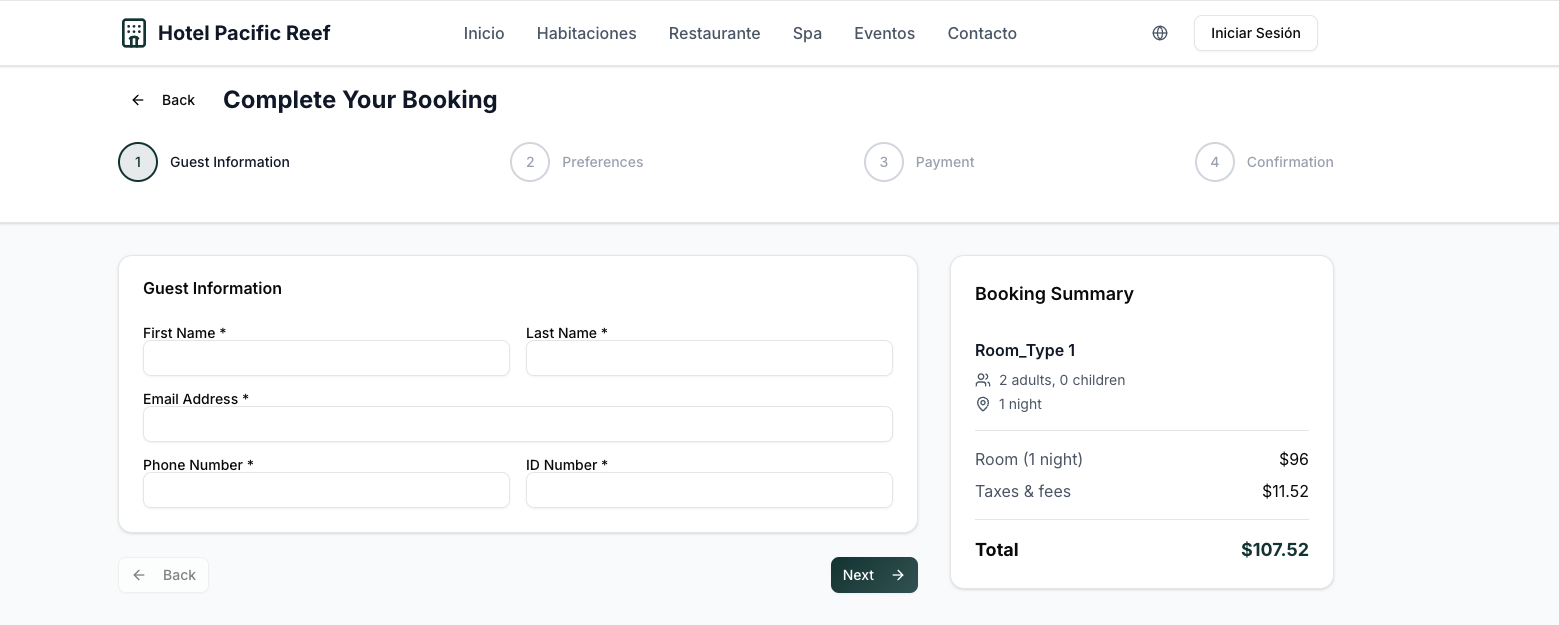 Hotel Pacific Reef Inicio Habitaciones Restaurante Spa Eventos Contacto Iniciar Sesión
Back Complete Your Booking
1 Guest Information 2 Preferences 3 Payment 4 Confirmation
Guest Information
First Name * Last Name *
Email Address *
Phone Number * ID Number *
Back Next
Booking Summary
Room_Type 1
2 adults, 0 children
1 night
Room (1 night) $96
Taxes & fees $11.52
Total $107.52